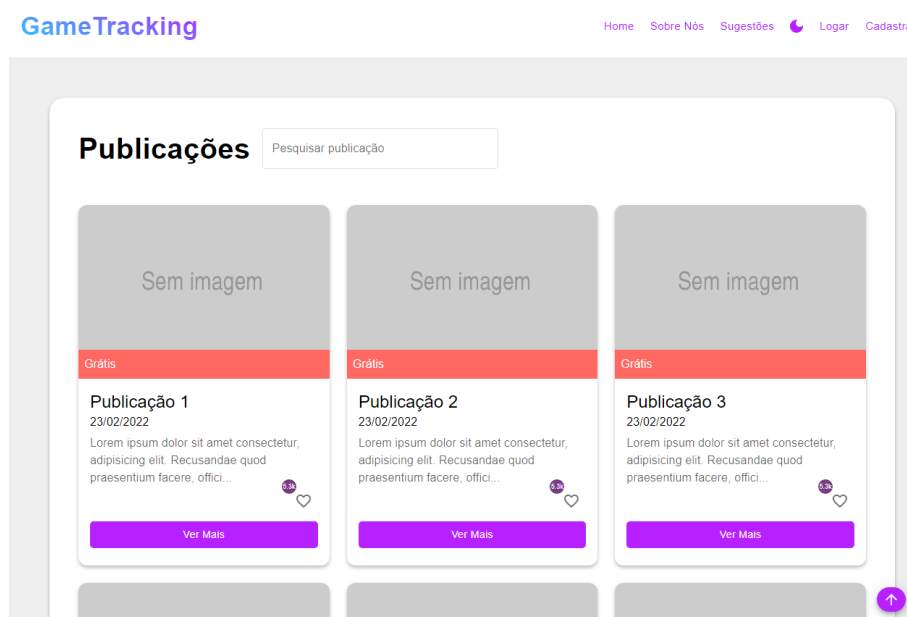 GameTracking
Home Sobre Nós Sugestões Logar Cadastra
Publicações
Pesquisar publicação
Sem imagem
Grátis
Publicação 1
23/02/2022
Lorem ipsum dolor sit amet consectetur,
adipisicing elit. Recusandae quod
praesentium facere, offici...
5.3k
Ver Mais
Sem imagem
Grátis
Publicação 2
23/02/2022
Lorem ipsum dolor sit amet consectetur,
adipisicing elit. Recusandae quod
praesentium facere, offici...
5.3k
Ver Mais
Sem imagem
Grátis
Publicação 3
23/02/2022
Lorem ipsum dolor sit amet consectetur,
adipisicing elit. Recusandae quod
praesentium facere, offici...
5.3k
Ver Mais